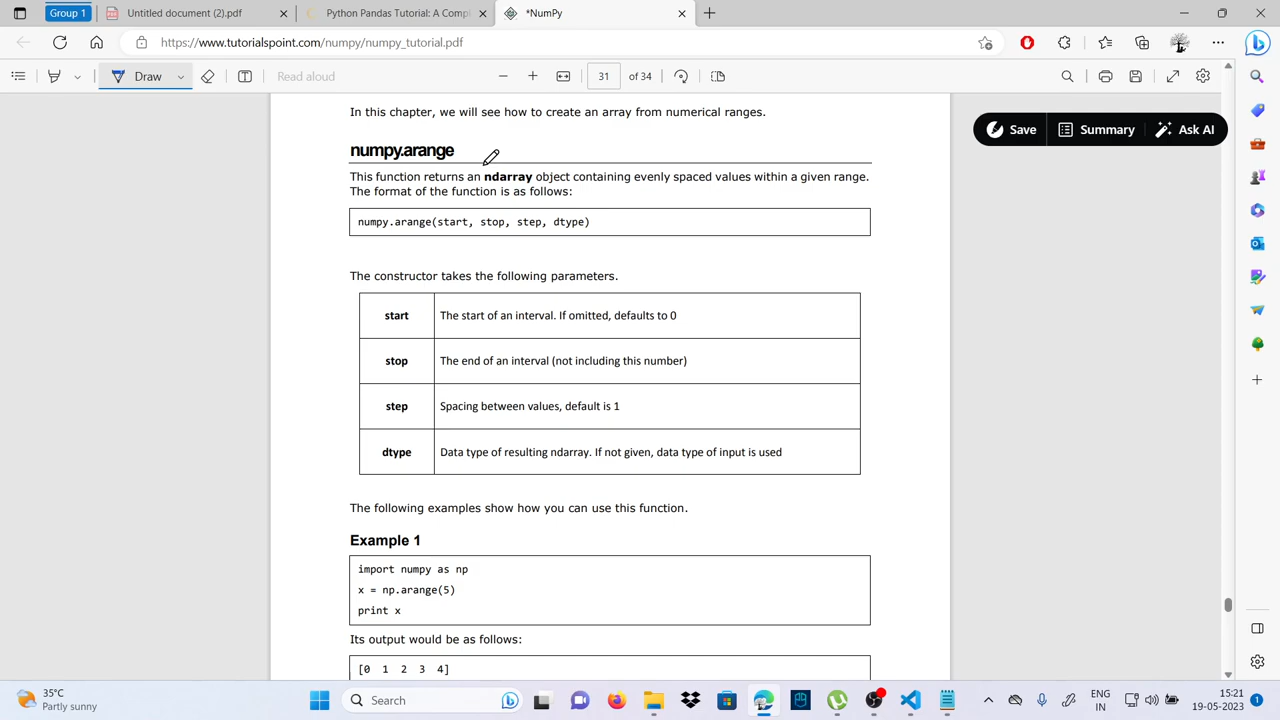 Group 1
Untitled document (2).pdf
Python Pandas Tutorial: A Compl
*NumPy
https://www.tutorialspoint.com/numpy/numpy_tutorial.pdf
Draw
Read aloud
31
of 34
In this chapter, we will see how to create an array from numerical ranges.
Save
Summary
Ask AI
numpy.arange
This function returns an ndarray object containing evenly spaced values within a given range.
The format of the function is as follows:
numpy.arange(start, stop, step, dtype)
The constructor takes the following parameters.
start The start of an interval. If omitted, defaults to 0
stop The end of an interval (not including this number)
step Spacing between values, default is 1
dtype Data type of resulting ndarray. If not given, data type of input is used
The following examples show how you can use this function.
Example 1
import numpy as np
x = np.arange(5)
print x
Its output would be as follows:
[0 1 2 3 4]
35°C
Partly sunny
Search
ENG
IN
15:21
19-05-2023
1